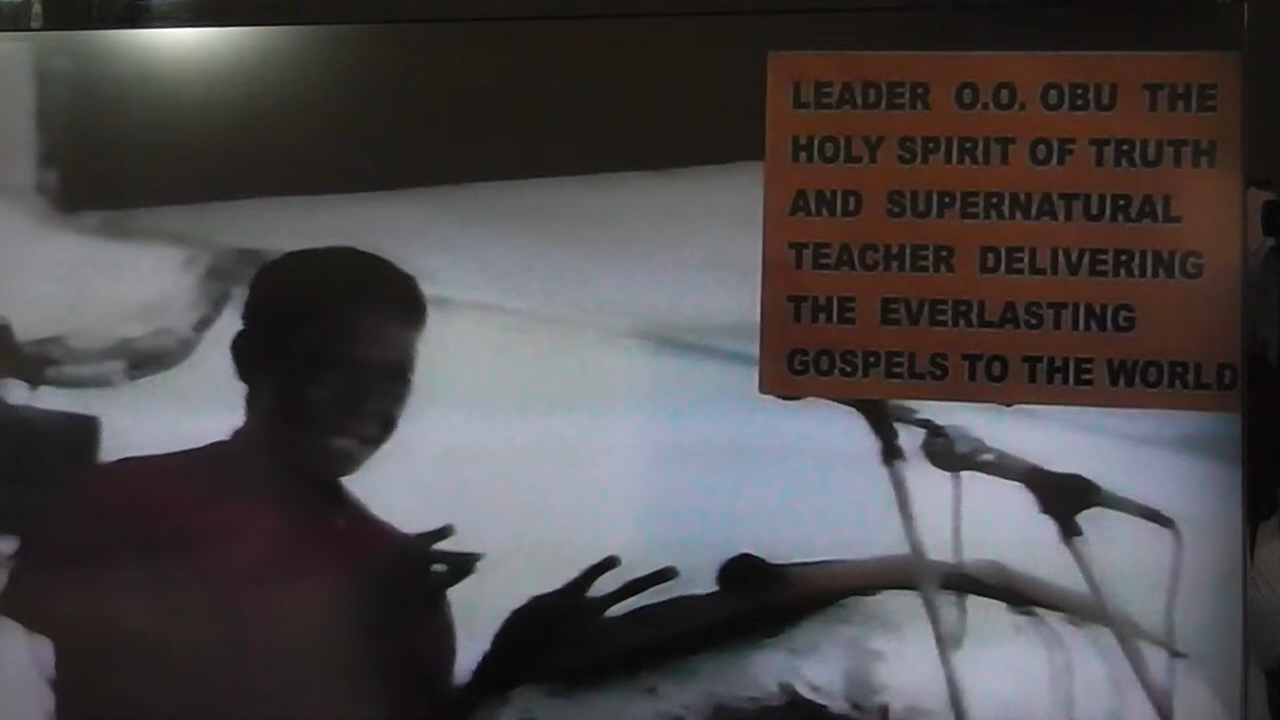 LEADER O.O. OBU THE
HOLY SPIRIT OF TRUTH
AND SUPERNATURAL
TEACHER DELIVERING
THE EVERLASTING
GOSPELS TO THE WORLD